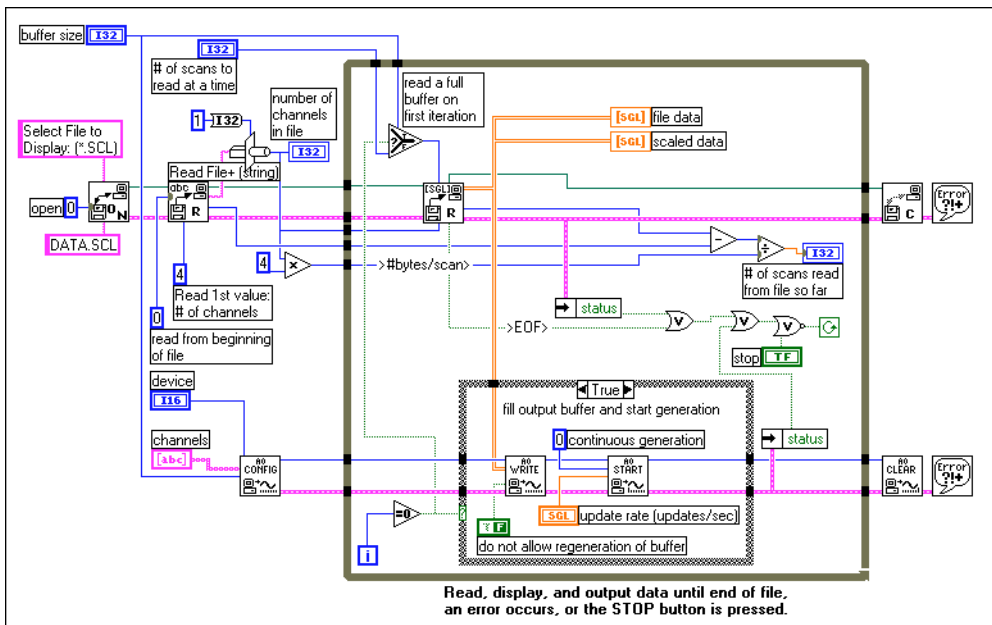 buffer size
I32
I32
# of scans to
read at a time
number of
channels
in file
read a full
buffer on
first iteration
[SGL]
file data
[SGL]
scaled data
1
I32
I32
?
Select File to
Display: (*.SCL)
Read File+ (string)
open
0
O
N
abc
R
[SGL]
R
C
Error
?!+
DATA.SCL
4
Read 1st value:
# of channels
0
read from beginning
of file
4
×
>#bytes/scan>
−
÷
I32
# of scans read
from file so far
status
>EOF>
V
V
V
stop
TF
device
I16
channels
[abc]
True
fill output buffer and start generation
0
continuous generation
status
AO
CONFIG
AO
WRITE
AO
START
AO
CLEAR
Error
?!+
=0
i
?
F
SGL
update rate (updates/sec)
do not allow regeneration of buffer
Read, display, and output data until end of file,
an error occurs, or the STOP button is pressed.